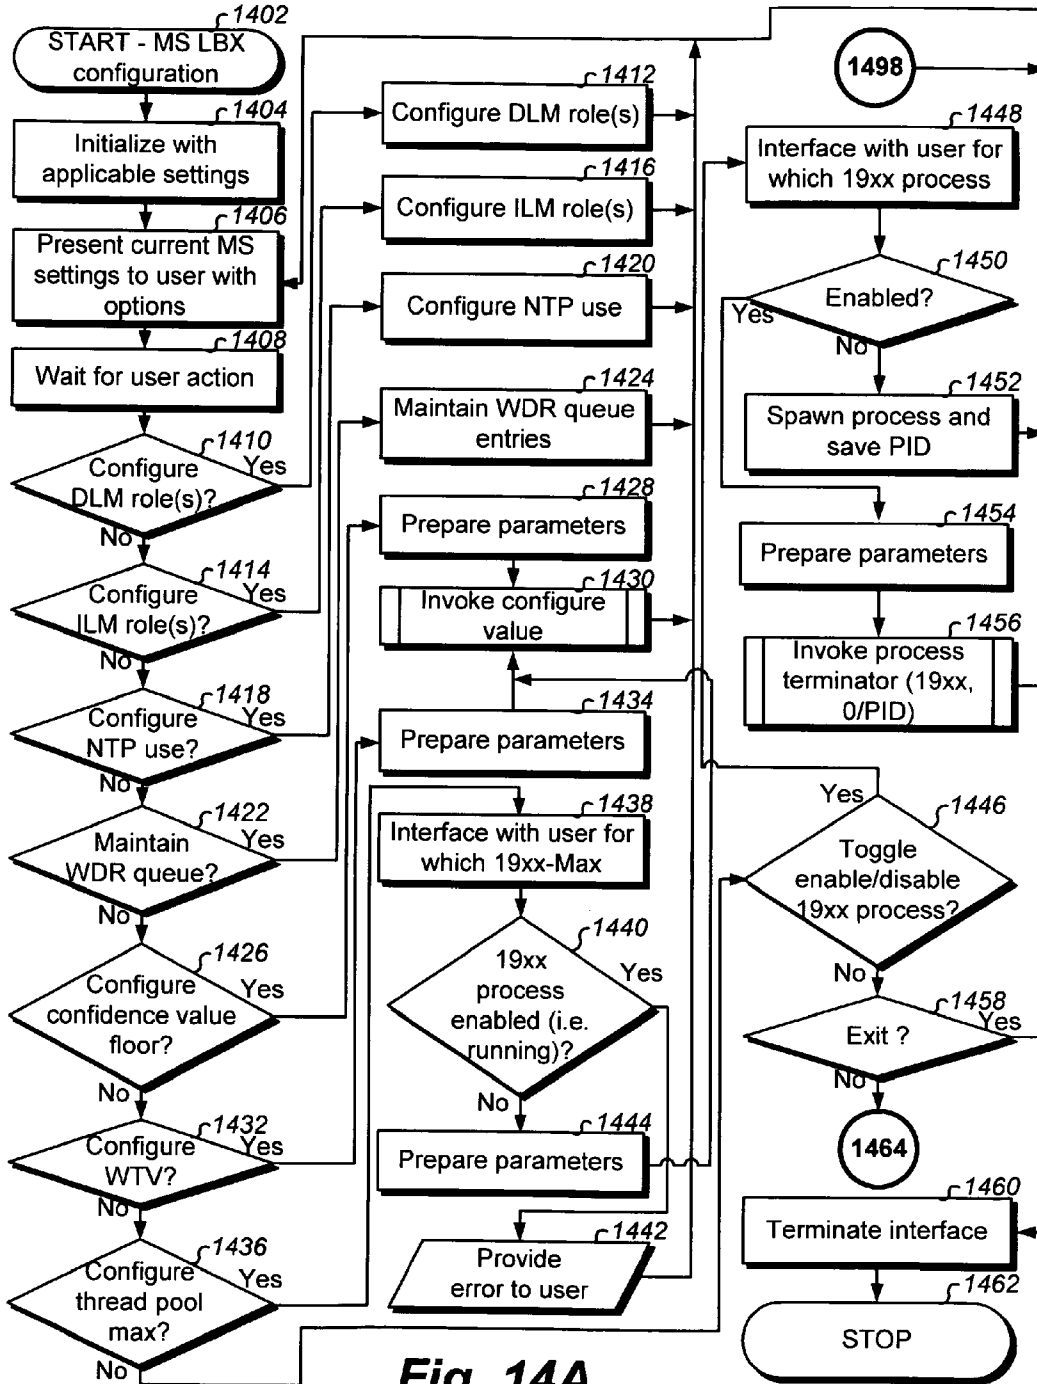 1402
START - MS LBX
configuration
1404
Initialize with
applicable settings
1406
Present current MS
settings to user with
options
1408
Wait for user action
1410
Configure
DLM role(s)?
Yes
No
1414
Configure
ILM role(s)?
Yes
No
1418
Configure
NTP use?
Yes
No
1422
Maintain
WDR queue?
Yes
No
1426
Configure
confidence value
floor?
Yes
No
1432
Configure
WTV?
Yes
No
1436
Configure
thread pool
max?
Yes
No
1412
Configure DLM role(s)
1416
Configure ILM role(s)
1420
Configure NTP use
1424
Maintain WDR queue
entries
1428
Prepare parameters
1430
Invoke configure
value
1434
Prepare parameters
1438
Interface with user for
which 19xx-Max
1440
19xx
process
enabled (i.e.
running)?
Yes
No
1444
Prepare parameters
1442
Provide
error to user
1498
1448
Interface with user for
which 19xx process
1450
Enabled?
Yes
No
1452
Spawn process and
save PID
1454
Prepare parameters
1456
Invoke process
terminator (19xx,
0/PID)
1446
Toggle
enable/disable
19xx process?
Yes
No
1458
Exit ?
Yes
No
1464
1460
Terminate interface
1462
STOP
Fig. 14A